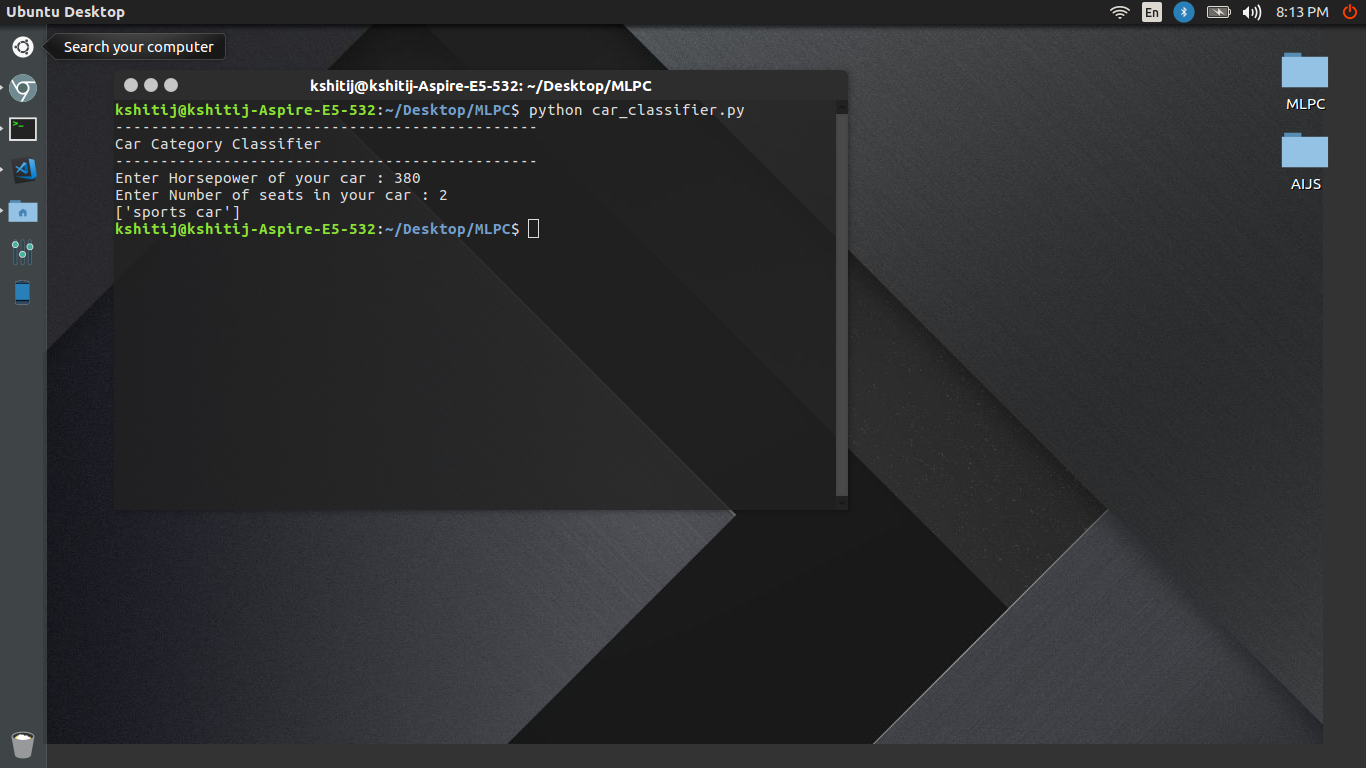 Ubuntu Desktop
En
8:13 PM
Search your computer
kshitij@kshitij-Aspire-E5-532: ~/Desktop/MLPC
kshitij@kshitij-Aspire-E5-532:~/Desktop/MLPC$ python car_classifier.py
-----------------------------------------------
Car Category Classifier
-----------------------------------------------
Enter Horsepower of your car : 380
Enter Number of seats in your car : 2
['sports car']
kshitij@kshitij-Aspire-E5-532:~/Desktop/MLPC$
MLPC
AIJS